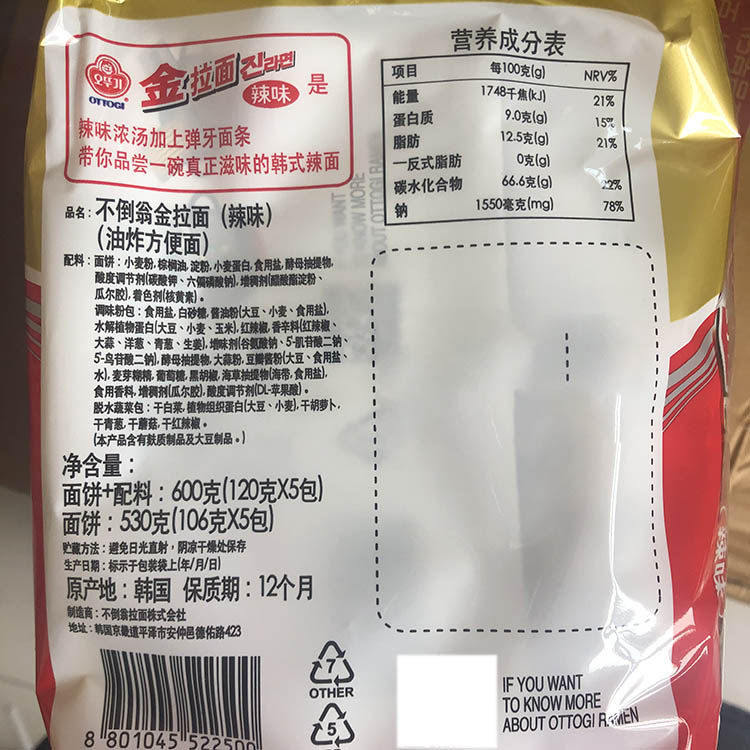 오뚜기
OTTOGI
金拉面 진라면
辣味
是
辣味浓汤加上弹牙面条
带你品尝一碗真正滋味的韩式辣面
营养成分表
项目 每100克(g) NRV%
能量 1748千焦(kJ) 21%
蛋白质 9.0克(g) 15%
脂肪 12.5克(g) 21%
一反式脂肪 0克(g)
碳水化合物 66.6克(g) 22%
钠 1550毫克(mg) 78%
品名: 不倒翁金拉面 (辣味)
(油炸方便面)
配料: 面饼: 小麦粉, 棕榈油, 淀粉, 小麦蛋白, 食用盐, 酵母抽提物,
酸度调节剂(碳酸钾、六偏磷酸钠), 增稠剂(醋酸酯淀粉、
瓜尔胶), 着色剂(核黄素)。
调味粉包: 食用盐, 白砂糖, 酱油粉(大豆、小麦、食用盐),
水解植物蛋白(大豆、小麦、玉米), 红辣椒, 香辛料(红辣椒、
大蒜、洋葱、青葱、生姜), 增味剂(谷氨酸钠、5'-肌苷酸二钠、
5'-鸟苷酸二钠), 酵母抽提物, 大蒜粉, 豆瓣酱粉(大豆、食用盐、
水), 麦芽糊精, 葡萄糖, 黑胡椒, 海草抽提物(海带, 食用盐),
食用香料, 增稠剂(瓜尔胶), 酸度调节剂(DL-苹果酸)。
脱水蔬菜包: 干白菜, 植物组织蛋白(大豆、小麦), 干胡萝卜,
干青葱, 干蘑菇, 干红辣椒。
(本产品含有麸质制品及大豆制品。)
净含量:
面饼+配料: 600克(120克X5包)
面饼: 530克(106克X5包)
贮藏方法: 避免日光直射, 阴凉干燥处保存
生产日期: 标示于包装袋上(年/月/日)
原产地: 韩国 保质期: 12个月
制造商: 不倒翁拉面株式会社
地址: 韩国京畿道平泽市安仲邑德佑路423
8 801045 522500
7
OTHER
5
IF YOU WANT
TO KNOW MORE
ABOUT OTTOGI RAMEN
辣味